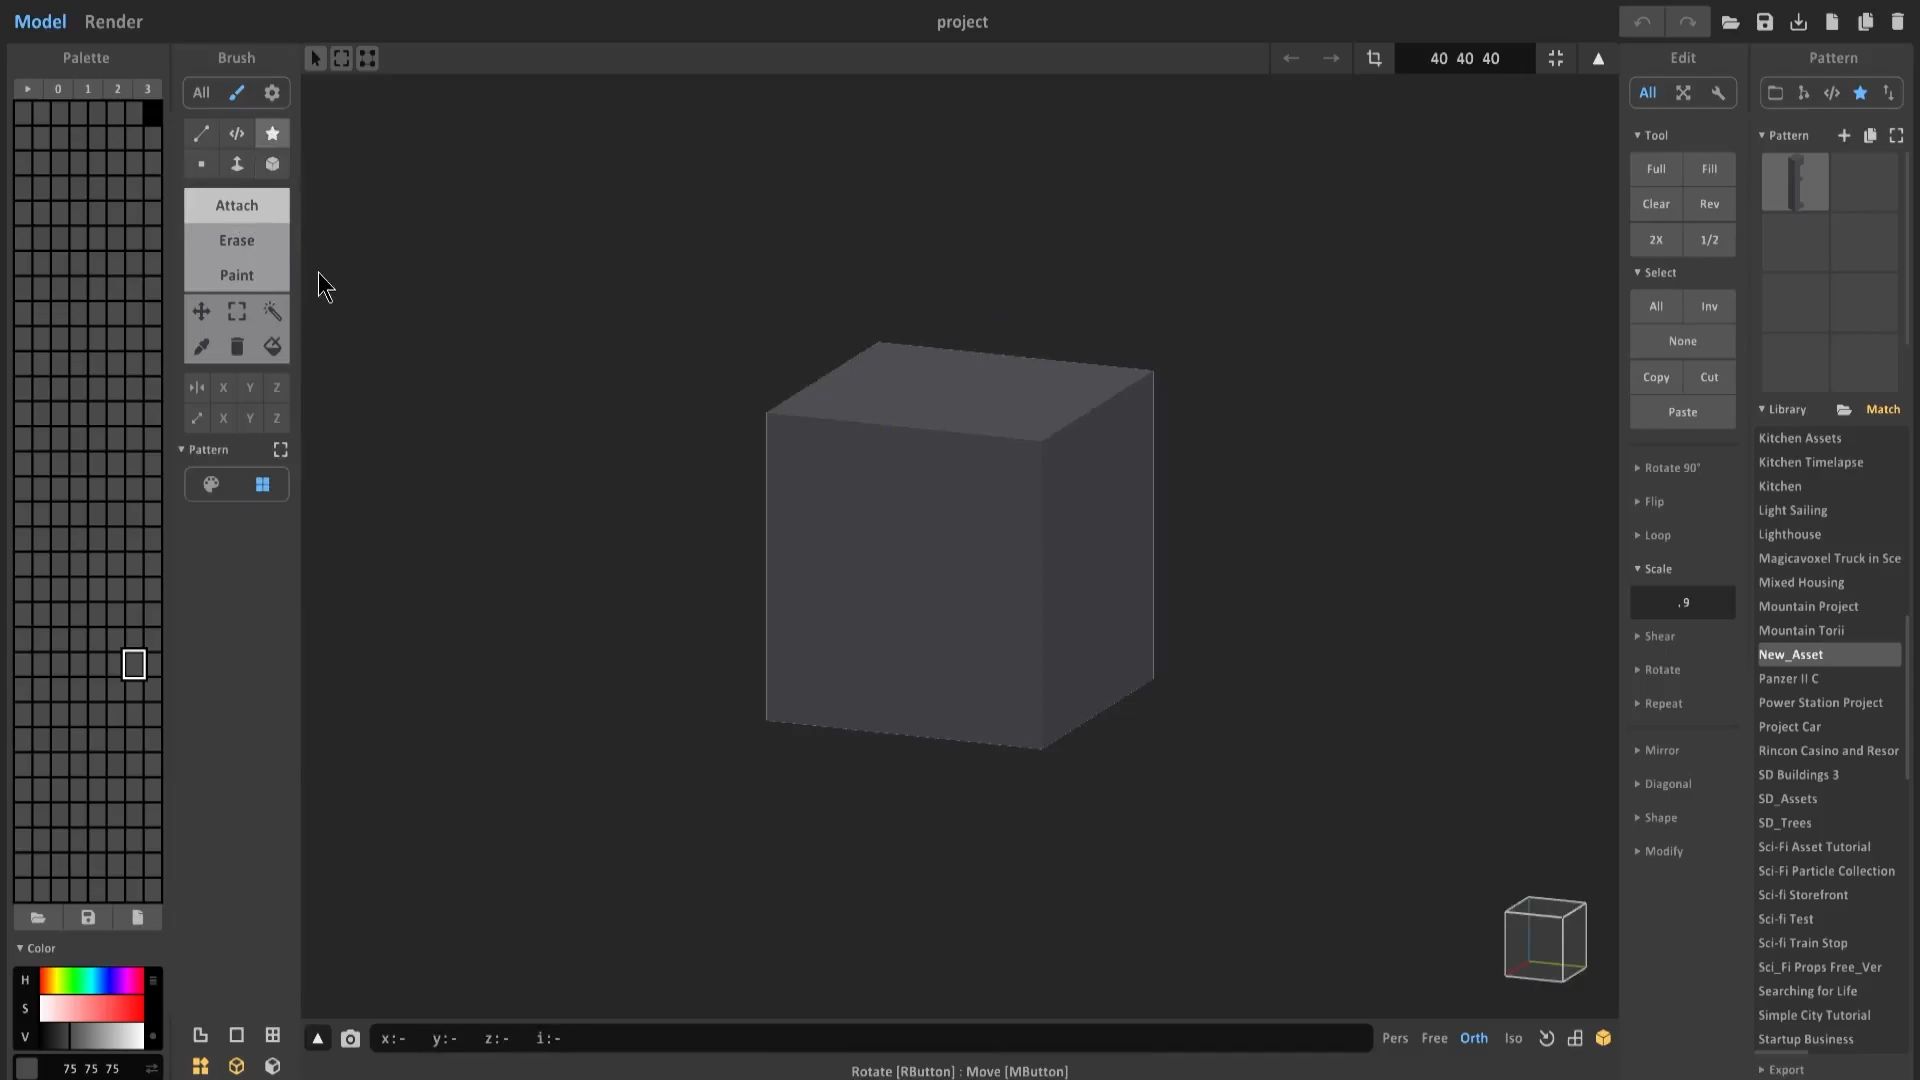 Model Render
project
Palette
0 1 2 3
Color
H
S
V
75 75 75
Brush
All
Attach
Erase
Paint
X Y Z
X Y Z
Pattern
40 40 40
x:- y:- z:- i:-
Pers Free Orth Iso
Rotate [RButton] : Move [MButton]
Edit
All
Tool
Full Fill
Clear Rev
2X 1/2
Select
All Inv
None
Copy Cut
Paste
Rotate 90°
Flip
Loop
Scale
.9
Shear
Rotate
Repeat
Mirror
Diagonal
Shape
Modify
Pattern
Pattern
Library Match
Kitchen Assets
Kitchen Timelapse
Kitchen
Light Sailing
Lighthouse
Magicavoxel Truck in Sce
Mixed Housing
Mountain Project
Mountain Torii
New_Asset
Panzer II C
Power Station Project
Project Car
Rincon Casino and Resor
SD Buildings 3
SD_Assets
SD_Trees
Sci-Fi Asset Tutorial
Sci-Fi Particle Collection
Sci-fi Storefront
Sci-fi Test
Sci-fi Train Stop
Sci_Fi Props Free_Ver
Searching for Life
Simple City Tutorial
Startup Business
Export